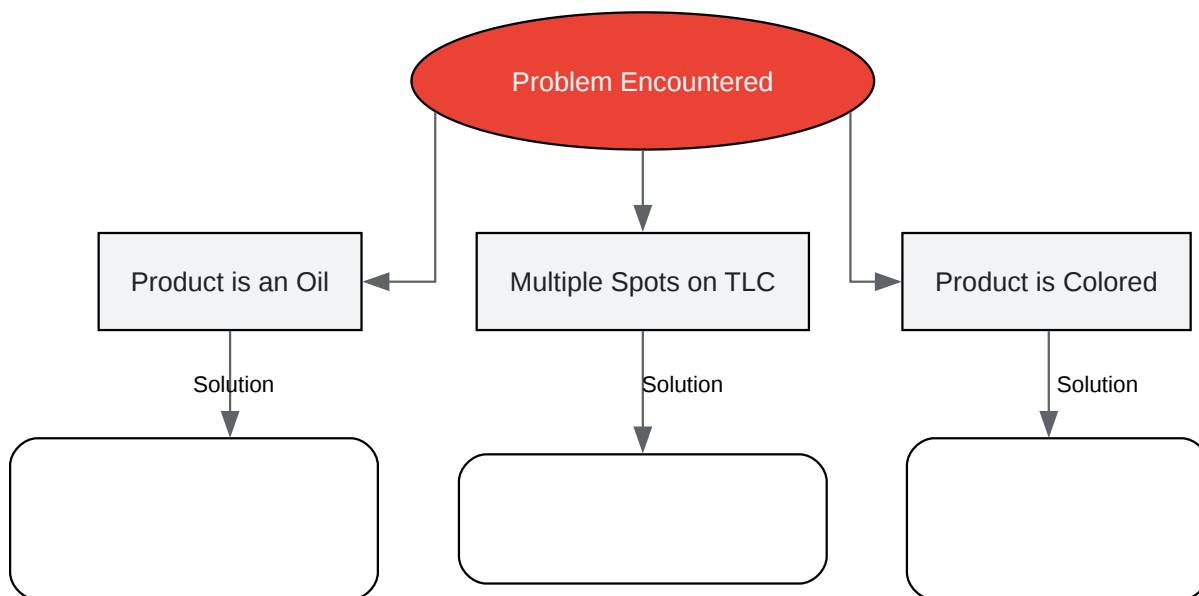 Problem Encountered
Product is an Oil
Multiple Spots on TLC
Product is Colored
Solution
Solution
Solution